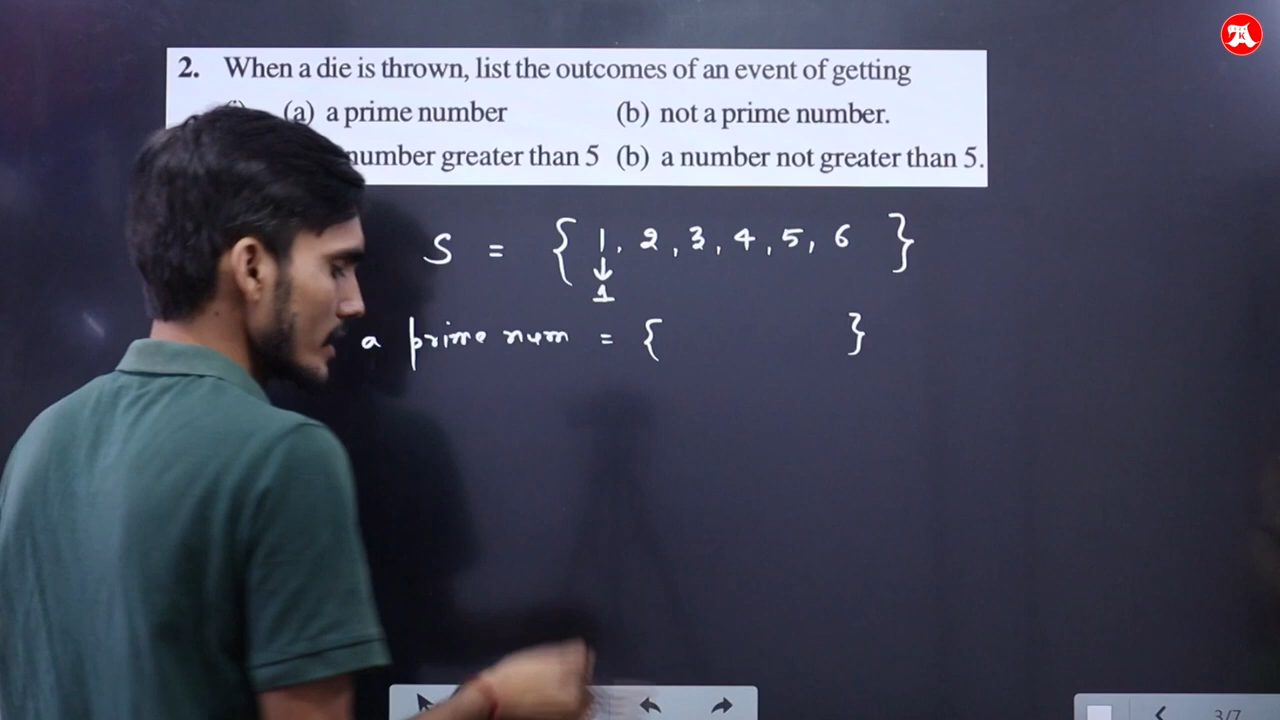 2. When a die is thrown, list the outcomes of an event of getting
(a) a prime number (b) not a prime number.
number greater than 5 (b) a number not greater than 5.
S = { 1, 2, 3, 4, 5, 6 }
1
a prime num = { }
3/7